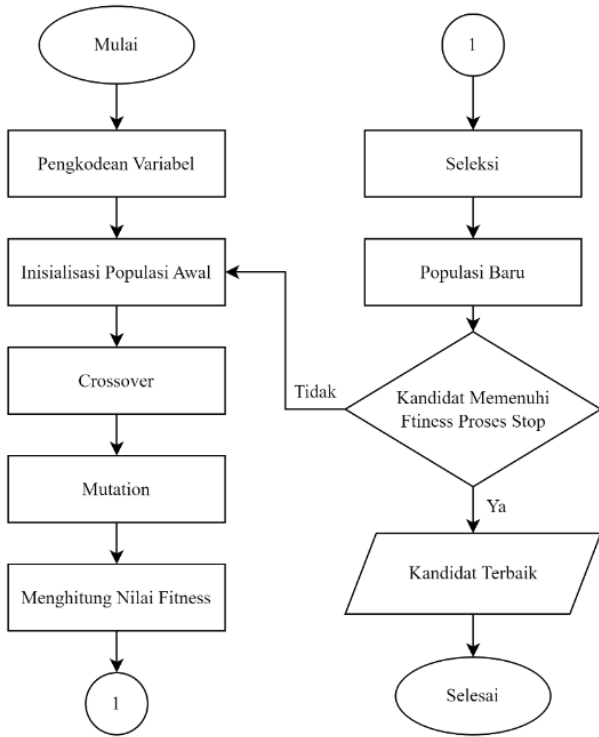 Mulai
Pengkodean Variabel
Inisialisasi Populasi Awal
Crossover
Mutation
Menghitung Nilai Fitness
1
1
Seleksi
Populasi Baru
Kandidat Memenuhi
Ftiness Proses Stop
Tidak
Ya
Kandidat Terbaik
Selesai